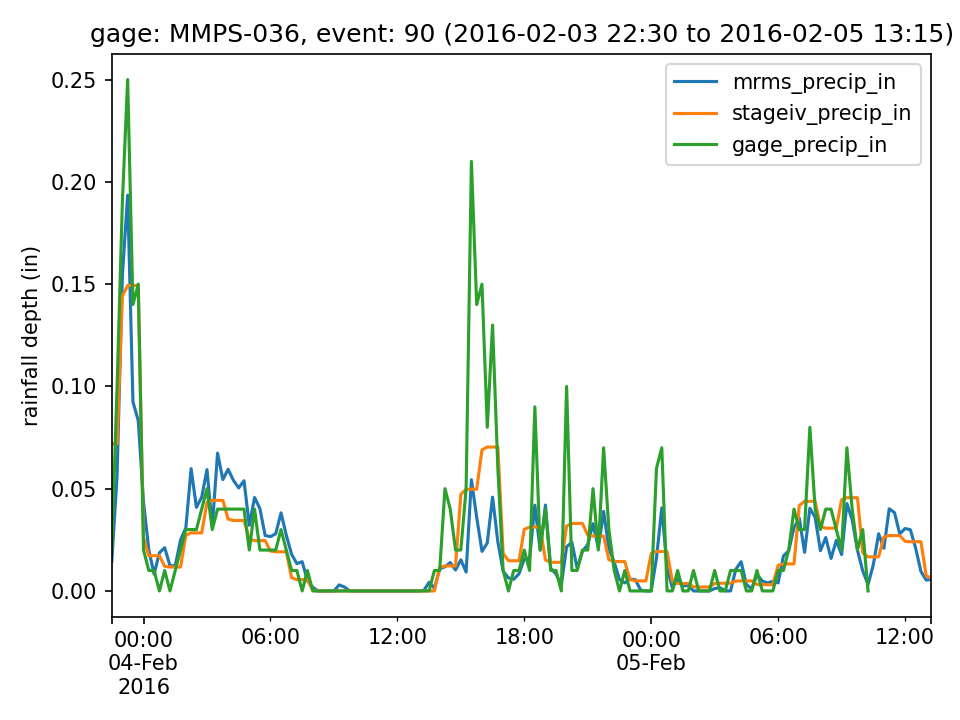 gage: MMPS-036, event: 90 (2016-02-03 22:30 to 2016-02-05 13:15)
mrms_precip_in
stageiv_precip_in
gage_precip_in
rainfall depth (in)
0.25
0.20
0.15
0.10
0.05
0.00
00:00 06:00 12:00 18:00 00:00 06:00 12:00
04-Feb 05-Feb
2016